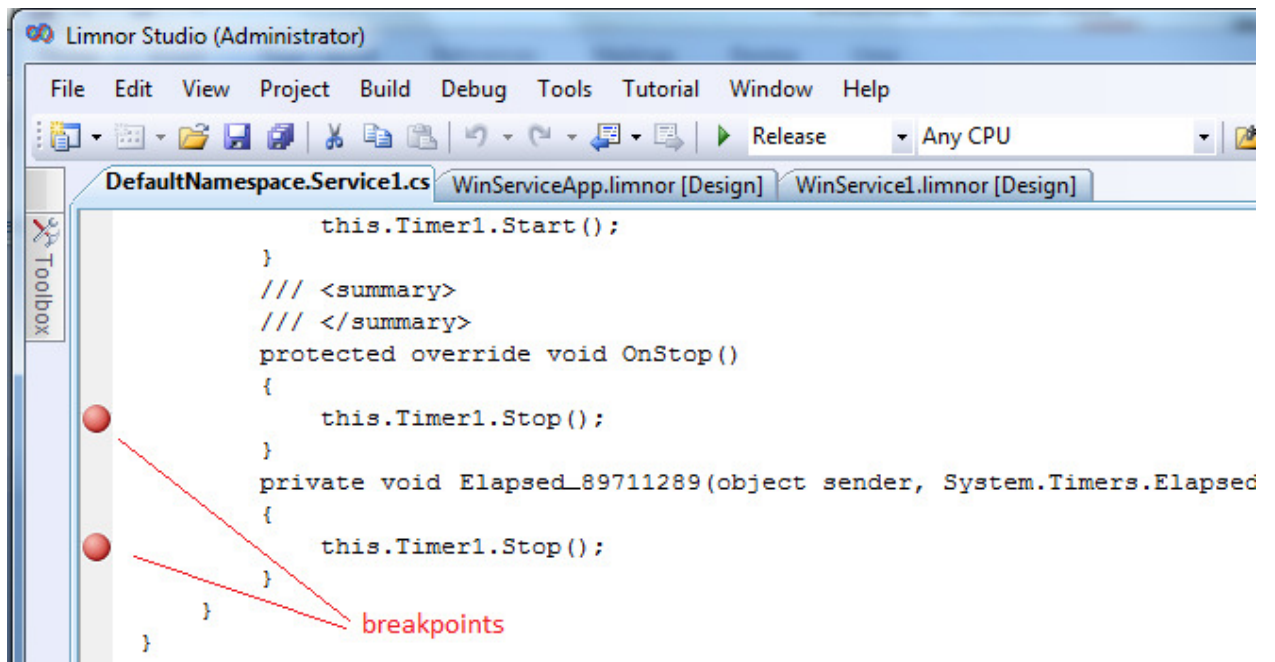 Limnor Studio (Administrator)
File Edit View Project Build Debug Tools Tutorial Window Help
Release Any CPU
DefaultNamespace.Service1.cs WinServiceApp.limnor [Design] WinService1.limnor [Design]
Toolbox
this.Timer1.Start();
}
/// <summary>
/// </summary>
protected override void OnStop()
{
this.Timer1.Stop();
}
private void Elapsed_89711289(object sender, System.Timers.Elapsed
{
this.Timer1.Stop();
}
}
breakpoints
}